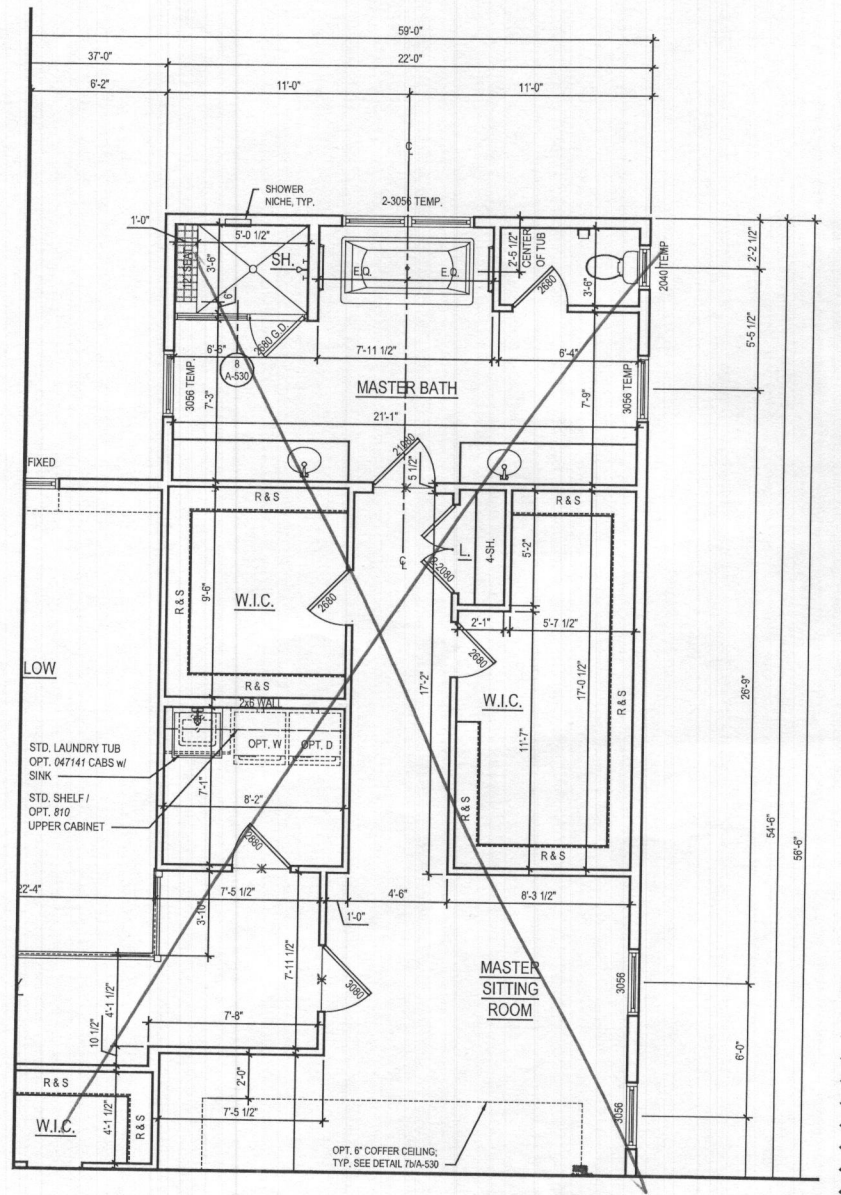 59'-0"
37'-0"
22'-0"
6'-2"
11'-0"
11'-0"
SHOWER
NICHE, TYP.
2-3056 TEMP.
1'-0"
5'-0 1/2"
12" SEAT
3'-6"
SH.
6"
E.Q.
E.Q.
2'-5 1/2"
CENTER
OF TUB
2680
3'-6"
2040 TEMP
2'-2 1/2"
5'-5 1/2"
2680 G.D.
6'-6"
7'-11 1/2"
6'-4"
8
A-530
3056 TEMP.
7'-3"
MASTER BATH
7'-9"
3056 TEMP
21'-1"
FIXED
5 1/2"
R & S
R & S
9'-6"
R & S
W.I.C.
2680
L.
4-SH.
5'-2"
2-2080
2'-1"
5'-7 1/2"
2680
LOW
R & S
2x6 WALL
17'-2"
W.I.C.
17'-0 1/2"
R & S
26'-9"
OPT. W
OPT. D
STD. LAUNDRY TUB
OPT. 047141 CABS w/
SINK
11'-7"
STD. SHELF /
OPT. 810
UPPER CABINET
7'-1"
8'-2"
R & S
54'-6"
56'-6"
2880
R & S
22'-4"
7'-5 1/2"
4'-6"
8'-3 1/2"
3'-10"
1'-0"
7'-11 1/2"
3080
MASTER
SITTING
ROOM
3056
4'-1 1/2"
7'-8"
10 1/2"
6'-0"
R & S
2'-0"
W.I.C.
4'-1 1/2"
R & S
7'-5 1/2"
3056
OPT. 6" COFFER CEILING;
TYP. SEE DETAIL 7b/A-530